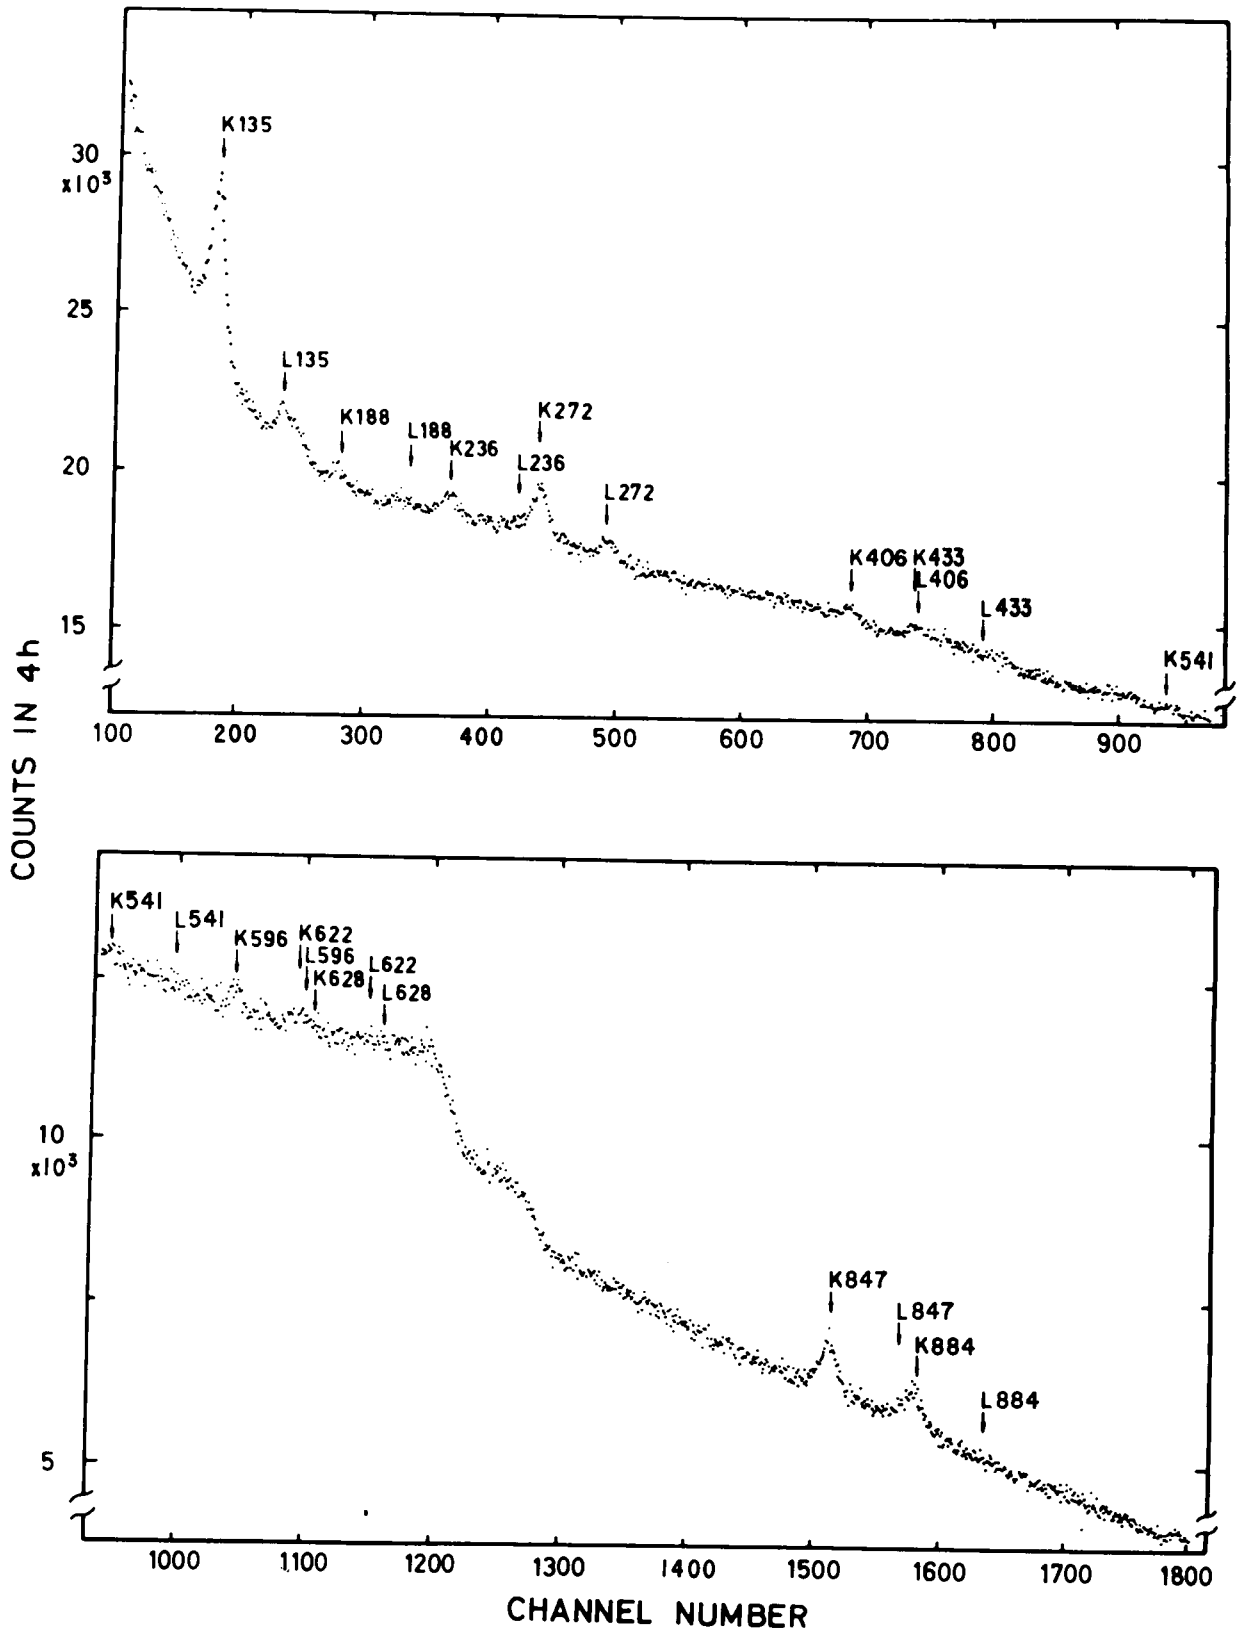 COUNTS IN 4h
30
x10³
25
20
15
K135
L135
K188
L188
K236
L236
K272
L272
K406 K433
L406
L433
K541
100 200 300 400 500 600 700 800 900
K541
L541
K596
K622
L596
K628
L622
L628
10
x10³
5
K847
L847
K884
L884
1000 1100 1200 1300 1400 1500 1600 1700 1800
CHANNEL NUMBER